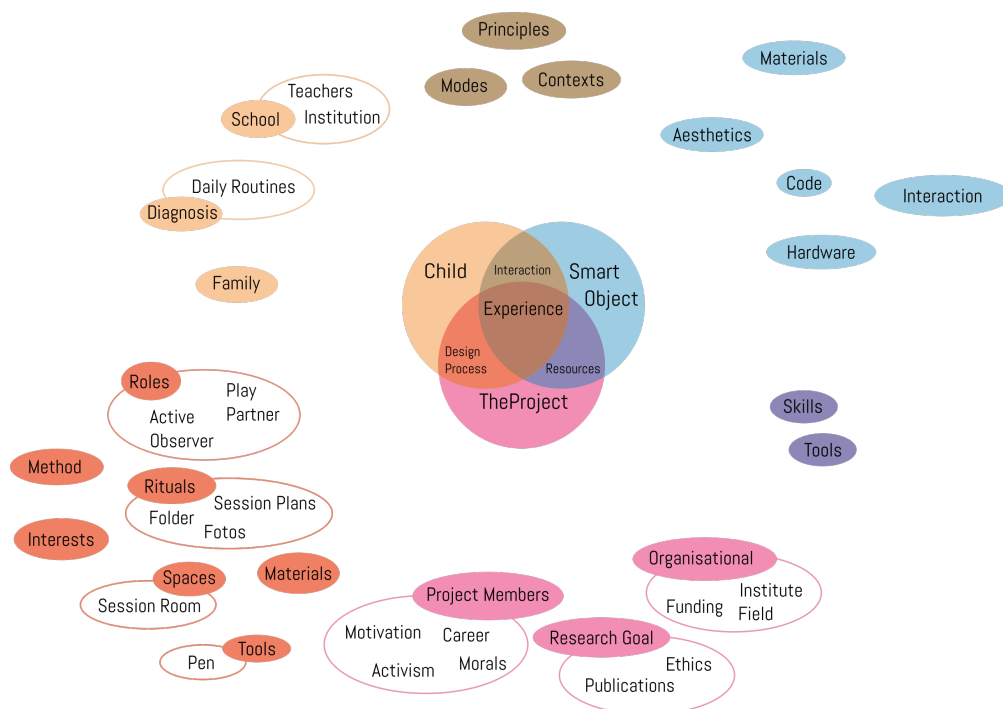 Principles
Modes
Contexts
Materials
Aesthetics
Code
Interaction
Hardware
Teachers
School
Institution
Daily Routines
Diagnosis
Family
Child
Interaction
Smart
Object
Experience
Design
Process
Resources
TheProject
Skills
Tools
Roles
Play
Partner
Active
Observer
Method
Rituals
Session Plans
Folder
Fotos
Interests
Materials
Spaces
Session Room
Tools
Pen
Project Members
Motivation
Career
Activism
Morals
Research Goal
Ethics
Publications
Organisational
Institute
Funding
Field